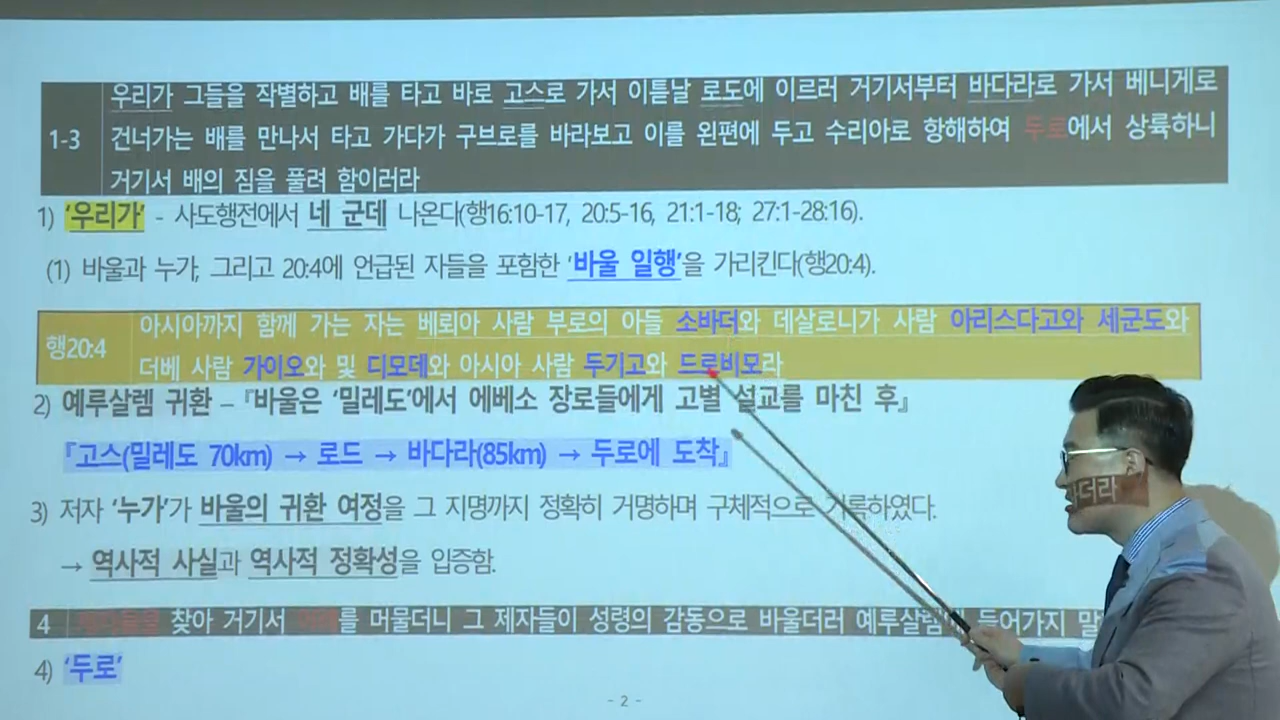 1-3
우리가 그들을 작별하고 배를 타고 바로 고스로 가서 이튿날 로도에 이르러 거기서부터 바다라로 가서 베니게로
건너가는 배를 만나서 타고 가다가 구브로를 바라보고 이를 왼편에 두고 수리아로 항해하여 두로에서 상륙하니
거기서 배의 짐을 풀려 함이러라
1) ‘우리가’ - 사도행전에서 네 군데 나온다(행16:10-17, 20:5-16, 21:1-18; 27:1-28:16).
(1) 바울과 누가, 그리고 20:4에 언급된 자들을 포함한 ‘바울 일행’을 가리킨다(행20:4).
행20:4
아시아까지 함께 가는 자는 베뢰아 사람 부로의 아들 소바더와 데살로니가 사람 아리스다고와 세군도와
더베 사람 가이오와 및 디모데와 아시아 사람 두기고와 드로비모라
2) 예루살렘 귀환 – 『바울은 ‘밀레도’에서 에베소 장로들에게 고별 설교를 마친 후』
『고스(밀레도 70km) → 로드 → 바다라(85km) → 두로에 도착』
3) 저자 ‘누가’가 바울의 귀환 여정을 그 지명까지 정확히 거명하며 구체적으로 기록하였다.
→ 역사적 사실과 역사적 정확성을 입증함.
4 찾아 거기서 를 머물더니 그 제자들이 성령의 감동으로 바울더러 예루살렘에 들어가지 말
더라
4) ‘두로’
- 2 -